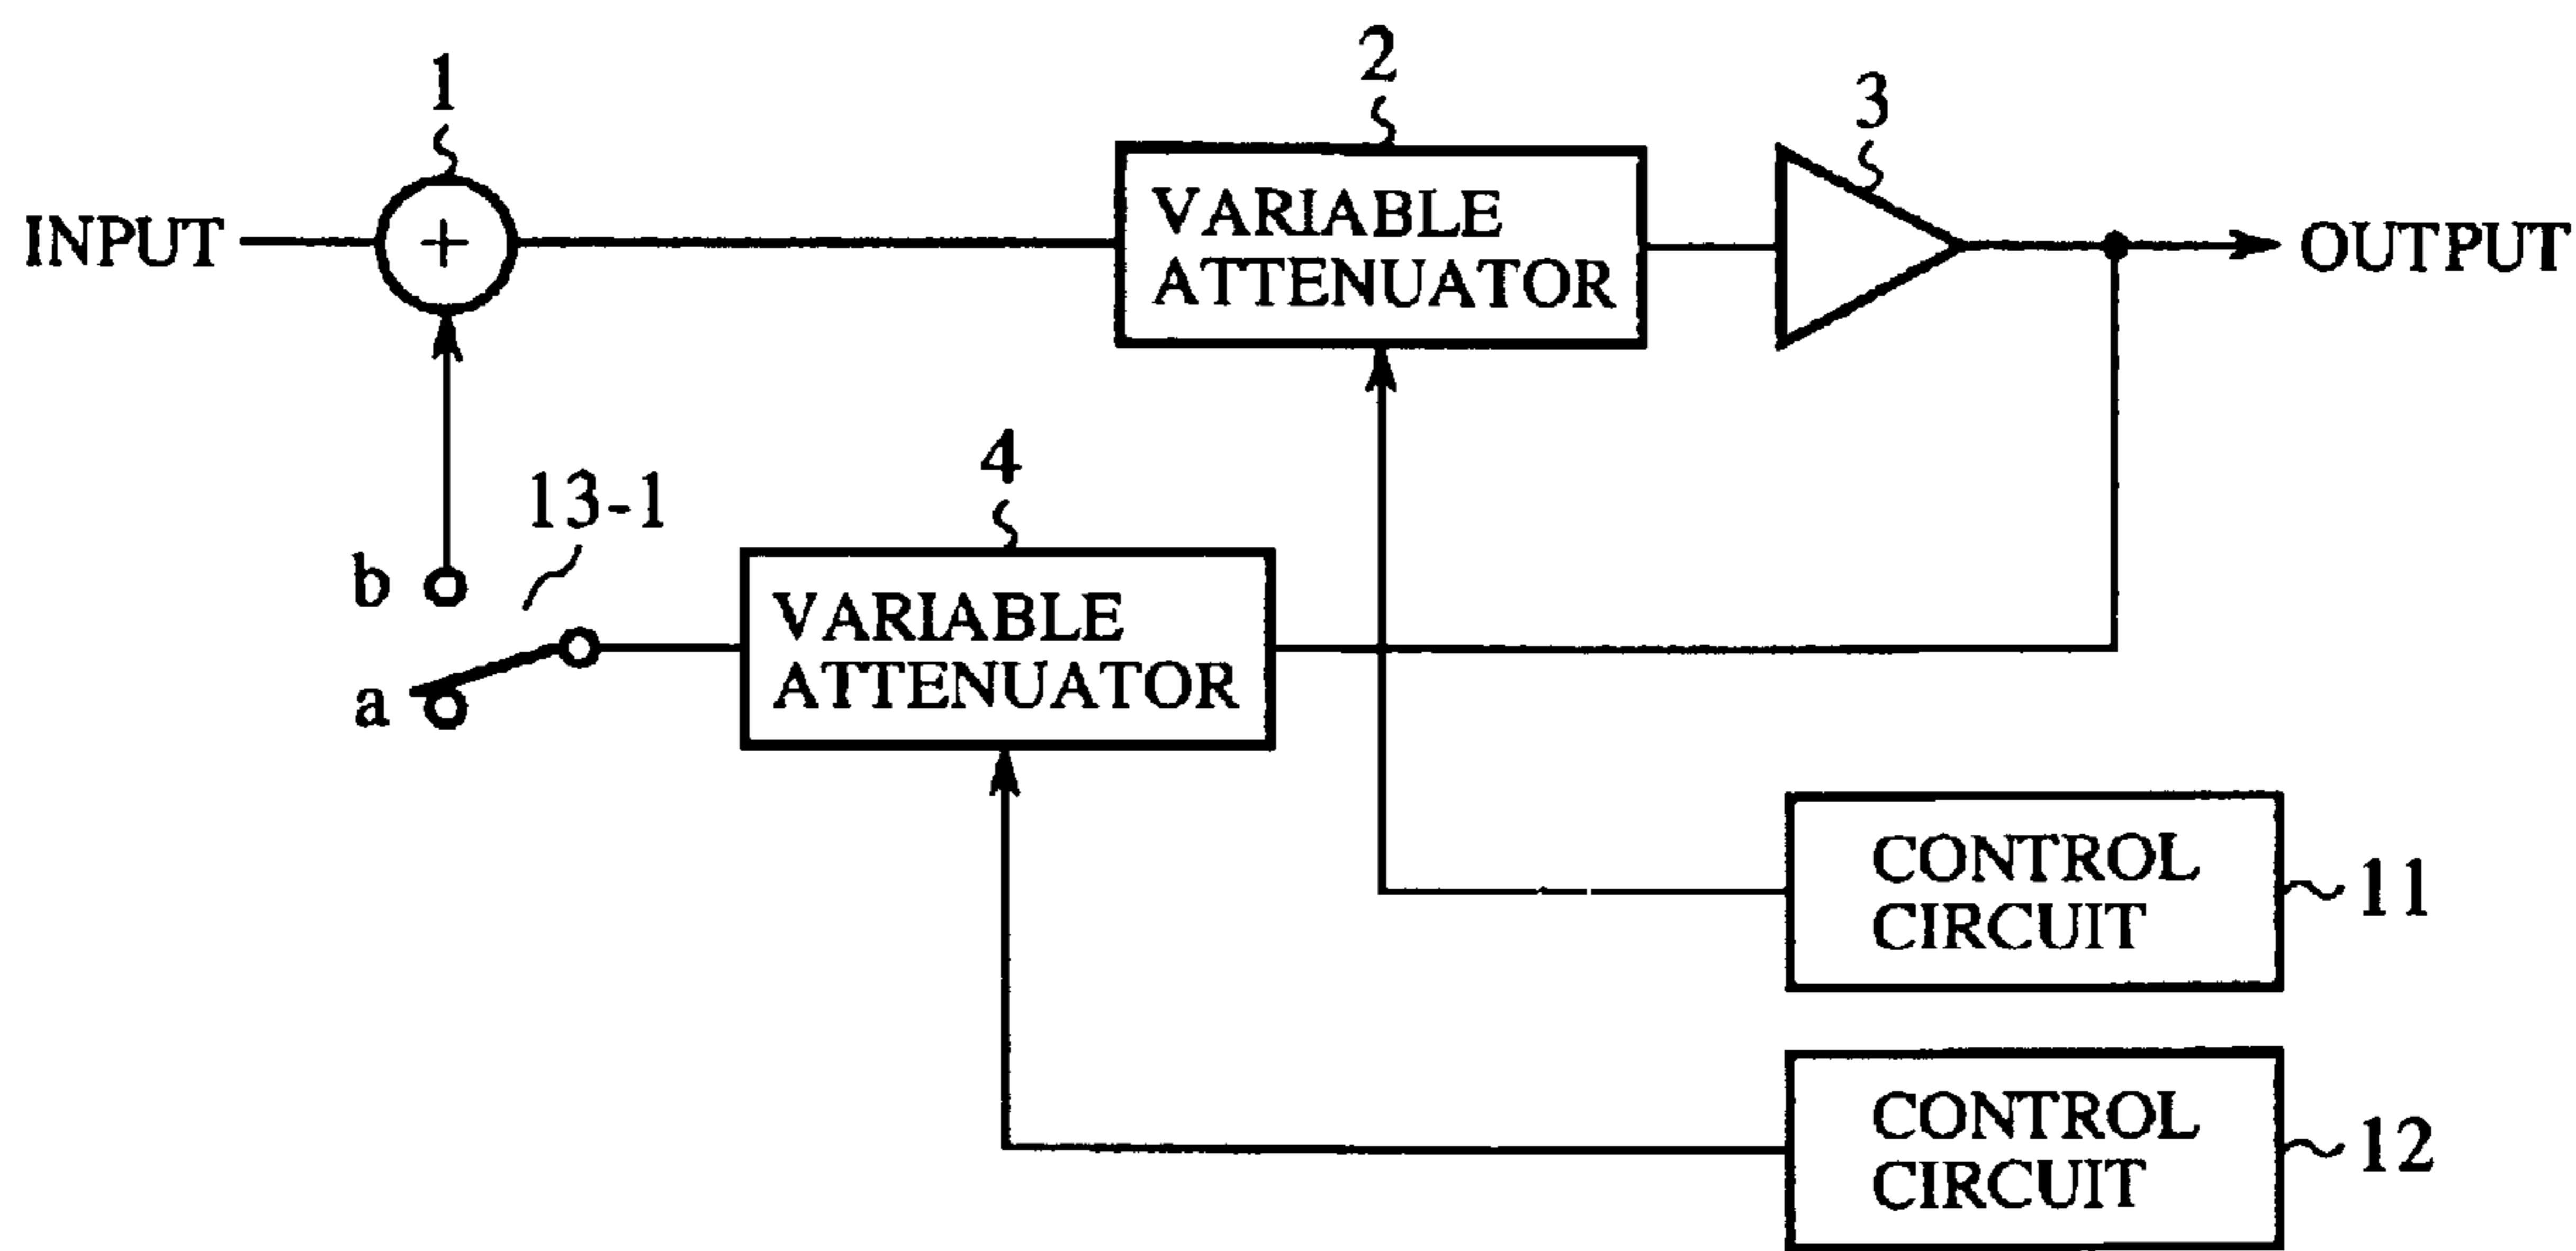 1
2
3
INPUT
+
VARIABLE
ATTENUATOR
OUTPUT
4
13-1
b
a
VARIABLE
ATTENUATOR
CONTROL
CIRCUIT
11
CONTROL
CIRCUIT
12